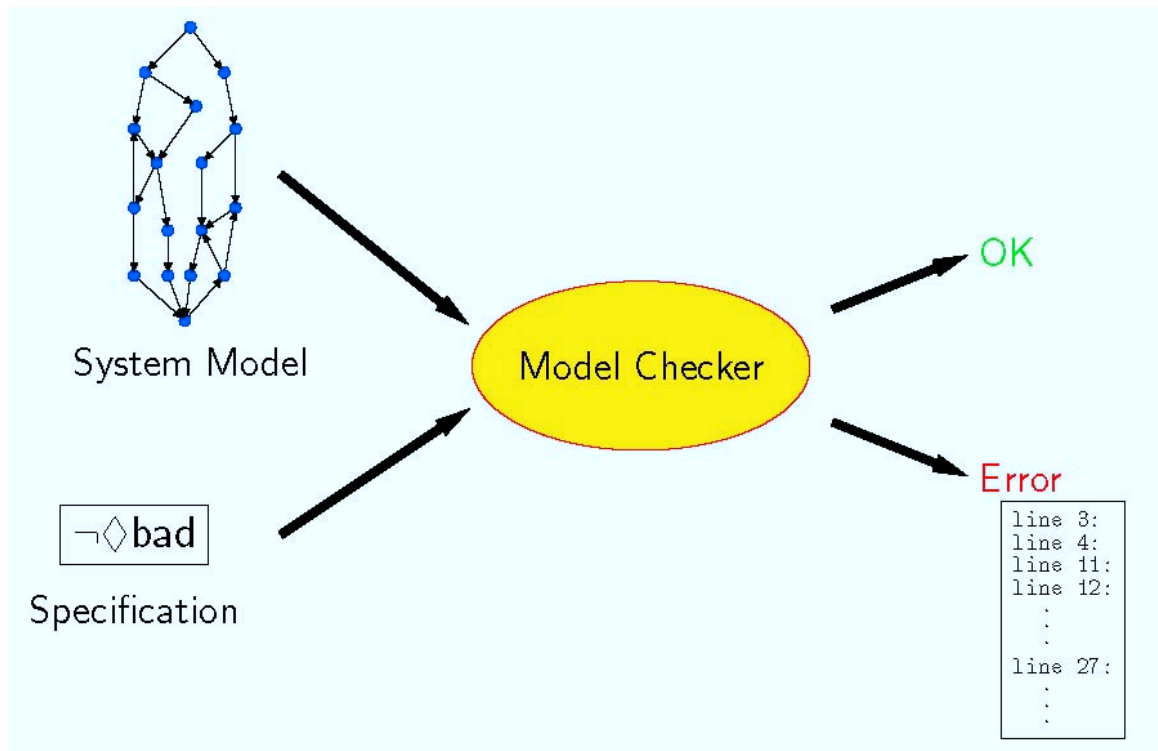 System Model
¬◇bad
Specification
Model Checker
OK
Error
line 3:
line 4:
line 11:
line 12:
.
.
.
line 27:
.
.
.